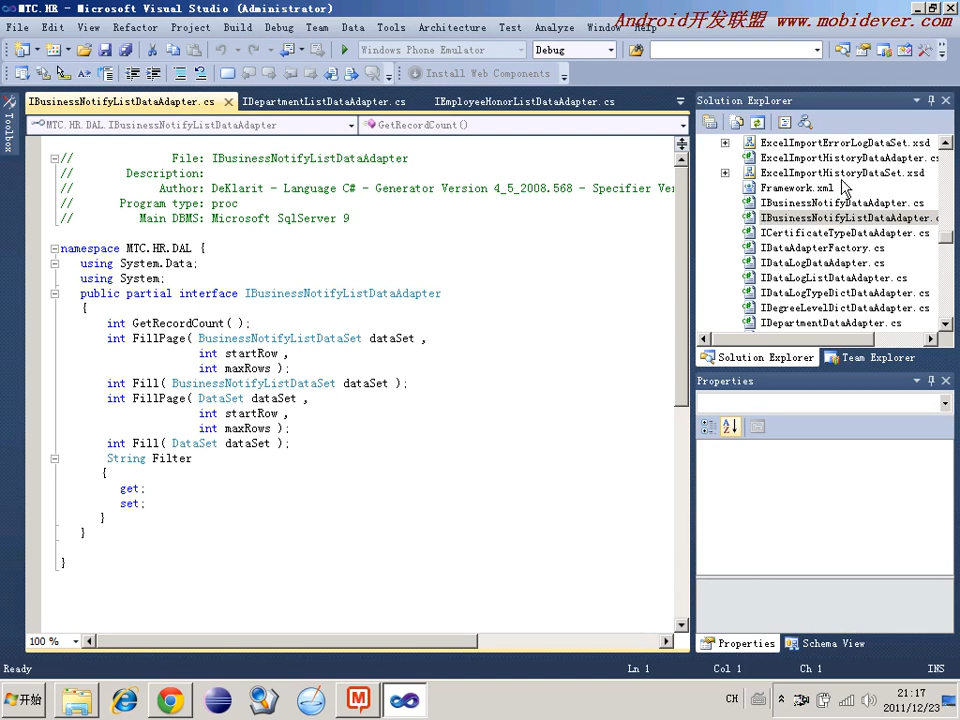 MTC.HR - Microsoft Visual Studio (Administrator)
Android开发联盟 www.mobidever.com
File Edit View Refactor Project Build Debug Team Data Tools Architecture Test Analyze Window Help
Windows Phone Emulator Debug
Install Web Components
Toolbox
IBusinessNotifyListDataAdapter.cs IDepartmentListDataAdapter.cs IEmployeeHonorListDataAdapter.cs
MTC.HR.DAL.IBusinessNotifyListDataAdapter GetRecordCount()
// File: IBusinessNotifyListDataAdapter
// Description:
// Author: DeKlarit - Language C# - Generator Version 4_5_2008.568 - Specifier Ver
// Program type: proc
// Main DBMS: Microsoft SqlServer 9
namespace MTC.HR.DAL {
using System.Data;
using System;
public partial interface IBusinessNotifyListDataAdapter
{
int GetRecordCount( );
int FillPage( BusinessNotifyListDataSet dataSet ,
int startRow ,
int maxRows );
int Fill( BusinessNotifyListDataSet dataSet );
int FillPage( DataSet dataSet ,
int startRow ,
int maxRows );
int Fill( DataSet dataSet );
String Filter
{
get;
set;
}
}
}
100 %
Solution Explorer
ExcelImportErrorLogDataSet.xsd
ExcelImportHistoryDataAdapter.cs
ExcelImportHistoryDataSet.xsd
Framework.xml
IBusinessNotifyDataAdapter.cs
IBusinessNotifyListDataAdapter.c
ICertificateTypeDataAdapter.cs
IDataAdapterFactory.cs
IDataLogDataAdapter.cs
IDataLogListDataAdapter.cs
IDataLogTypeDictDataAdapter.cs
IDegreeLevelDictDataAdapter.cs
IDepartmentDataAdapter.cs
Solution Explorer Team Explorer
Properties
Properties Schema View
Ready Ln 1 Col 1 Ch 1 INS
开始 CH 21:17
2011/12/23